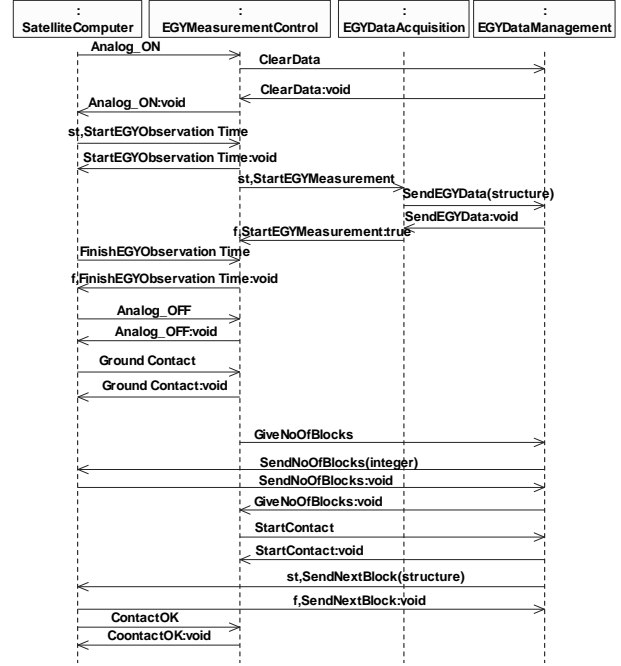 :
SatelliteComputer
:
EGYMeasurementControl
:
EGYDataAcquisition
:
EGYDataManagement
Analog_ON
ClearData
ClearData:void
Analog_ON:void
st,StartEGYObservation Time
StartEGYObservation Time:void
st,StartEGYMeasurement
SendEGYData(structure)
SendEGYData:void
f,StartEGYMeasurement:true
FinishEGYObservation Time
f,FinishEGYObservation Time:void
Analog_OFF
Analog_OFF:void
Ground Contact
Ground Contact:void
GiveNoOfBlocks
SendNoOfBlocks(integer)
SendNoOfBlocks:void
GiveNoOfBlocks:void
StartContact
StartContact:void
st,SendNextBlock(structure)
f,SendNextBlock:void
ContactOK
CoontactOK:void